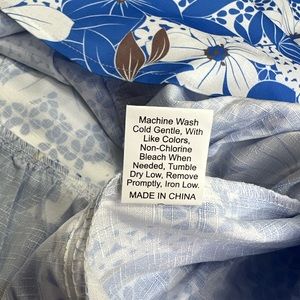 Machine Wash
Cold Gentle, With
Like Colors,
Non-Chlorine
Bleach When
Needed, Tumble
Dry Low, Remove
Promptly, Iron Low.
MADE IN CHINA